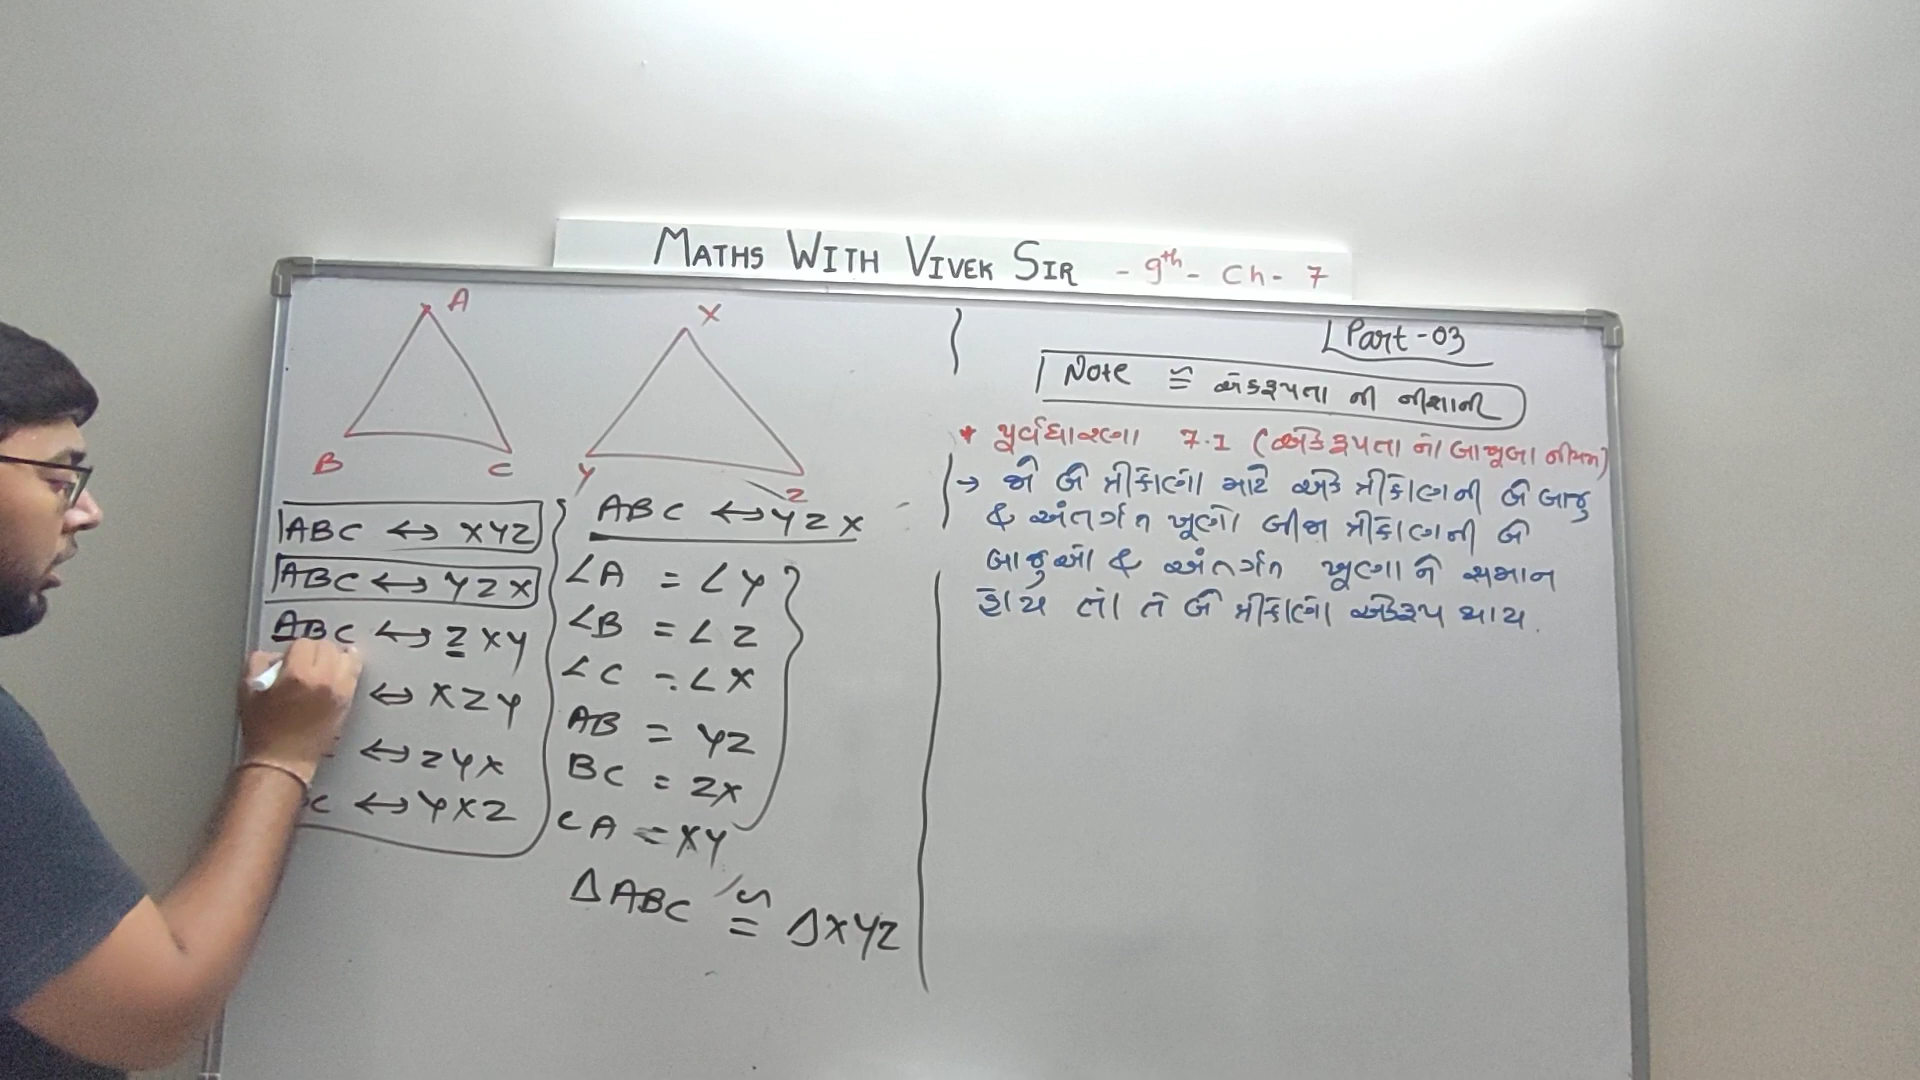 MATHS WITH VIVEK SIR - 9th - Ch - 7
A
B
C
X
Y
Z
ABC ↔ XYZ
ABC ↔ YZX
ABC ↔ ZXY
↔ XZY
↔ ZYX
C ↔ YXZ
ABC ↔ YZX
∠A = ∠Y
∠B = ∠Z
∠C = ∠X
AB = YZ
BC = ZX
CA = XY
ΔABC ≅ ΔXYZ
Part - 03
Note ≅ એકરૂપતા ની નીશાની
* પૂર્વધારણા 7.1 (એકરૂપતા નો બાખૂબા નીયમ)
→ જો બે ત્રીકોણો માટે એક ત્રીકોણની બે બાજુ
& અંતર્ગત ખૂણો બીજા ત્રીકોણની બે
બાજુઓ & અંતર્ગત ખૂણા ને સમાન
હોય તો તે બે ત્રીકોણો એકરૂપ થાય.